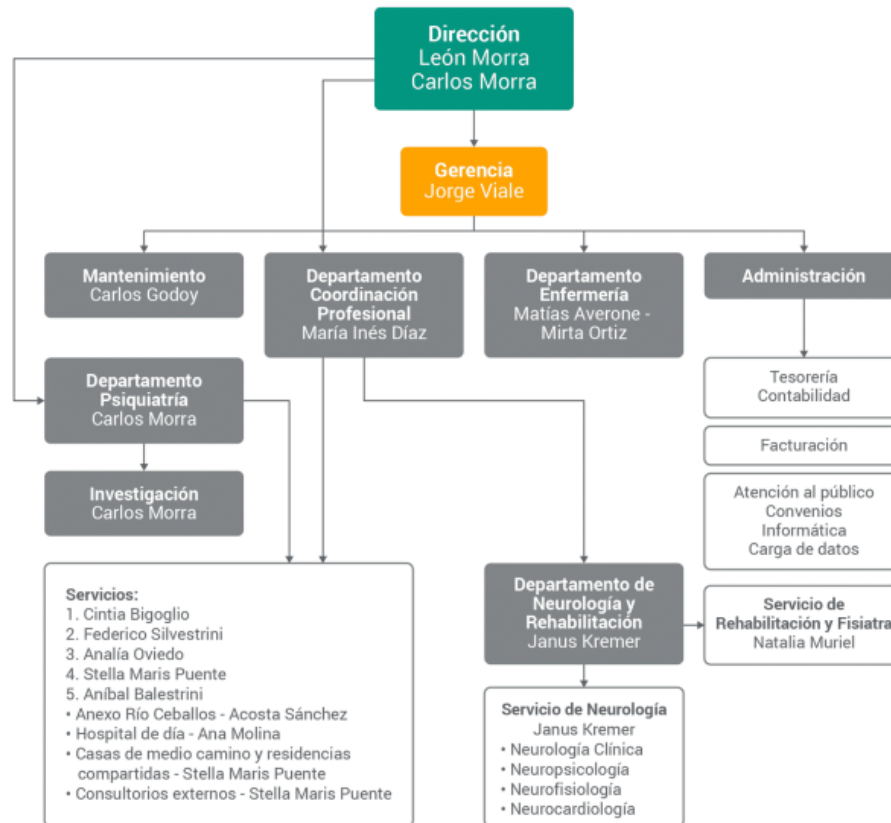 Dirección
León Morra
Carlos Morra
Gerencia
Jorge Viale
Mantenimiento
Carlos Godoy
Departamento
Coordinación
Profesional
María Inés Díaz
Departamento
Enfermería
Matías Averone -
Mirta Ortiz
Administración
Tesorería
Contabilidad
Facturación
Atención al público
Convenios
Informática
Carga de datos
Departamento
Psiquiatría
Carlos Morra
Investigación
Carlos Morra
Servicios:
1. Cintia Bigoglio
2. Federico Silvestrini
3. Analía Oviedo
4. Stella Maris Puente
5. Aníbal Balestrini
• Anexo Río Ceballos - Acosta Sánchez
• Hospital de día - Ana Molina
• Casas de medio camino y residencias
compartidas - Stella Maris Puente
• Consultorios externos - Stella Maris Puente
Departamento de
Neurología y
Rehabilitación
Janus Kremer
Servicio de
Rehabilitación y Fisiatra
Natalia Muriel
Servicio de Neurología
Janus Kremer
• Neurología Clínica
• Neuropsicología
• Neurofisiología
• Neurocardiología